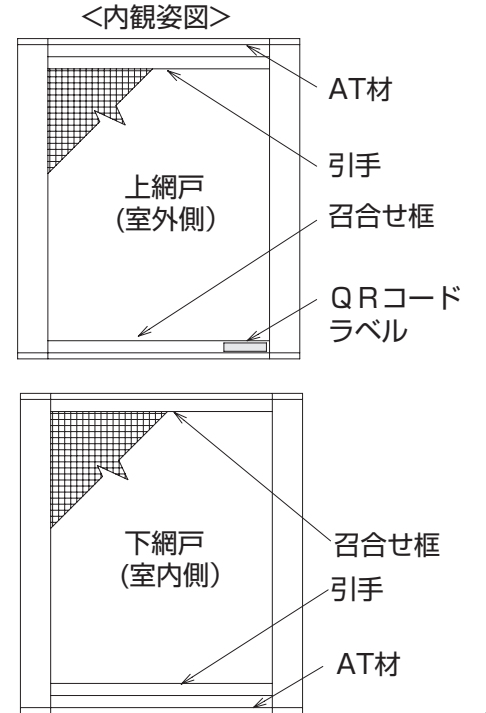 ＜内観姿図＞
AT材
引手
上網戸
(室外側）
召合せ框
ＱＲコード
ラベル
下網戸
(室内側）
召合せ框
引手
AT材